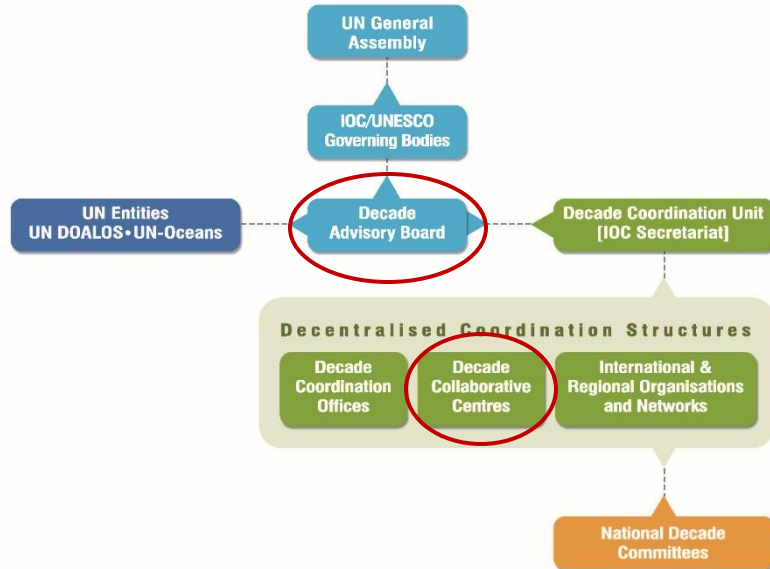 UN General
Assembly
IOC/UNESCO
Governing Bodies
UN Entities
UN DOALOS•UN-Oceans
Decade
Advisory Board
Decade Coordination Unit
[IOC Secretariat]
Decentralised Coordination Structures
Decade
Coordination
Offices
Decade
Collaborative
Centres
International &
Regional Organisations
and Networks
National Decade
Committees